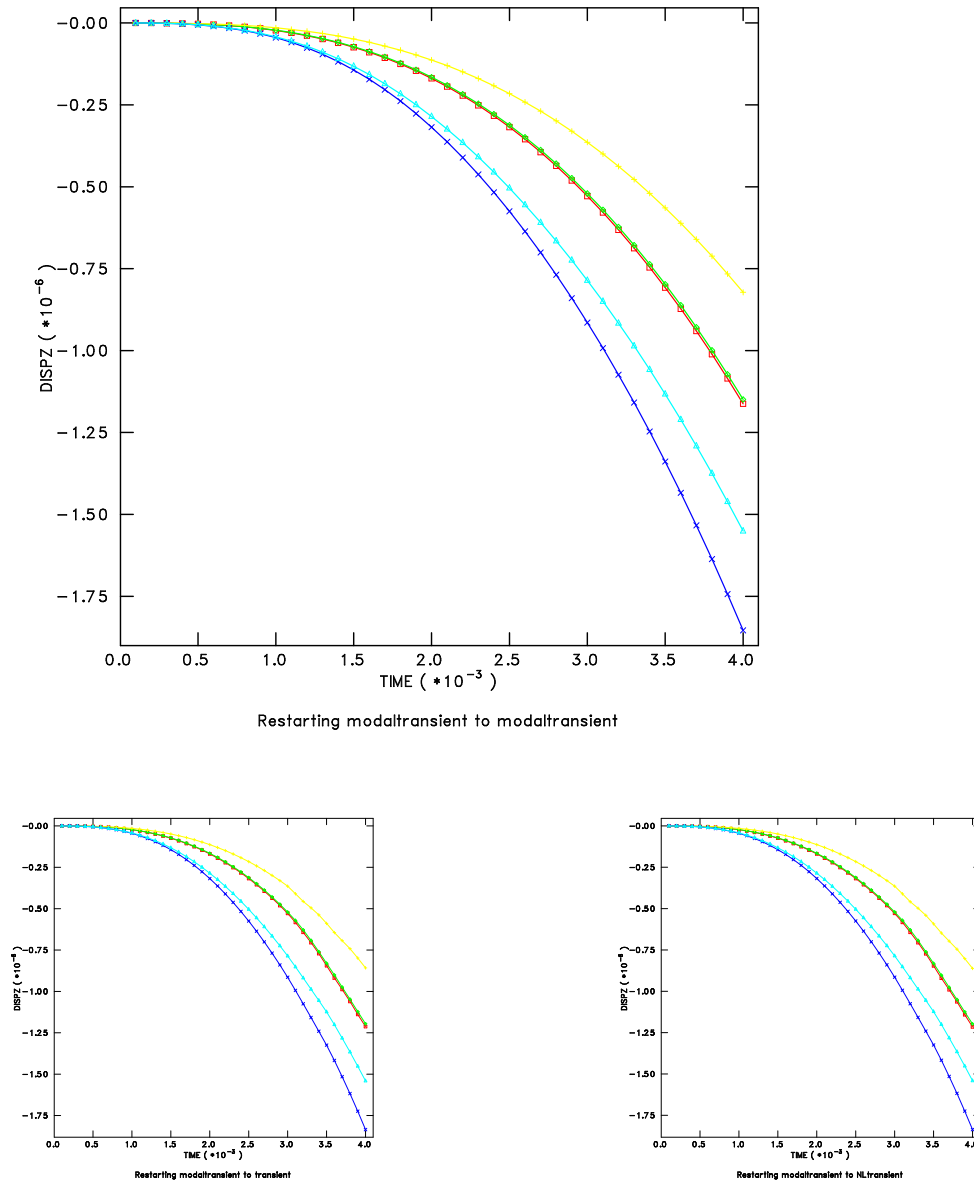 −0.00
−0.25
−0.50
−0.75
−1.00
−1.25
−1.50
−1.75
DISPZ ( *10⁻⁶ )
0.0 0.5 1.0 1.5 2.0 2.5 3.0 3.5 4.0
TIME ( *10⁻³ )
Restarting modaltransient to modaltransient
−0.00
−0.25
−0.50
−0.75
−1.00
−1.25
−1.50
−1.75
DISPZ ( *10⁻⁶ )
0.0 0.5 1.0 1.5 2.0 2.5 3.0 3.5 4.0
TIME ( *10⁻³ )
Restarting modaltransient to transient
−0.00
−0.25
−0.50
−0.75
−1.00
−1.25
−1.50
−1.75
DISPZ ( *10⁻⁶ )
0.0 0.5 1.0 1.5 2.0 2.5 3.0 3.5 4.0
TIME ( *10⁻³ )
Restarting modaltransient to NLtransient